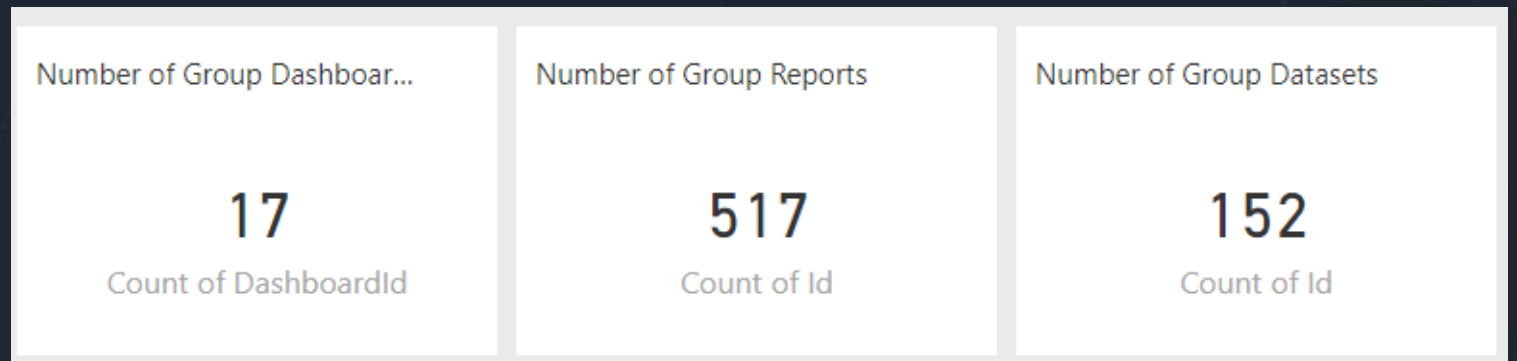 Number of Group Dashboar...
17
Count of DashboardId
Number of Group Reports
517
Count of Id
Number of Group Datasets
152
Count of Id